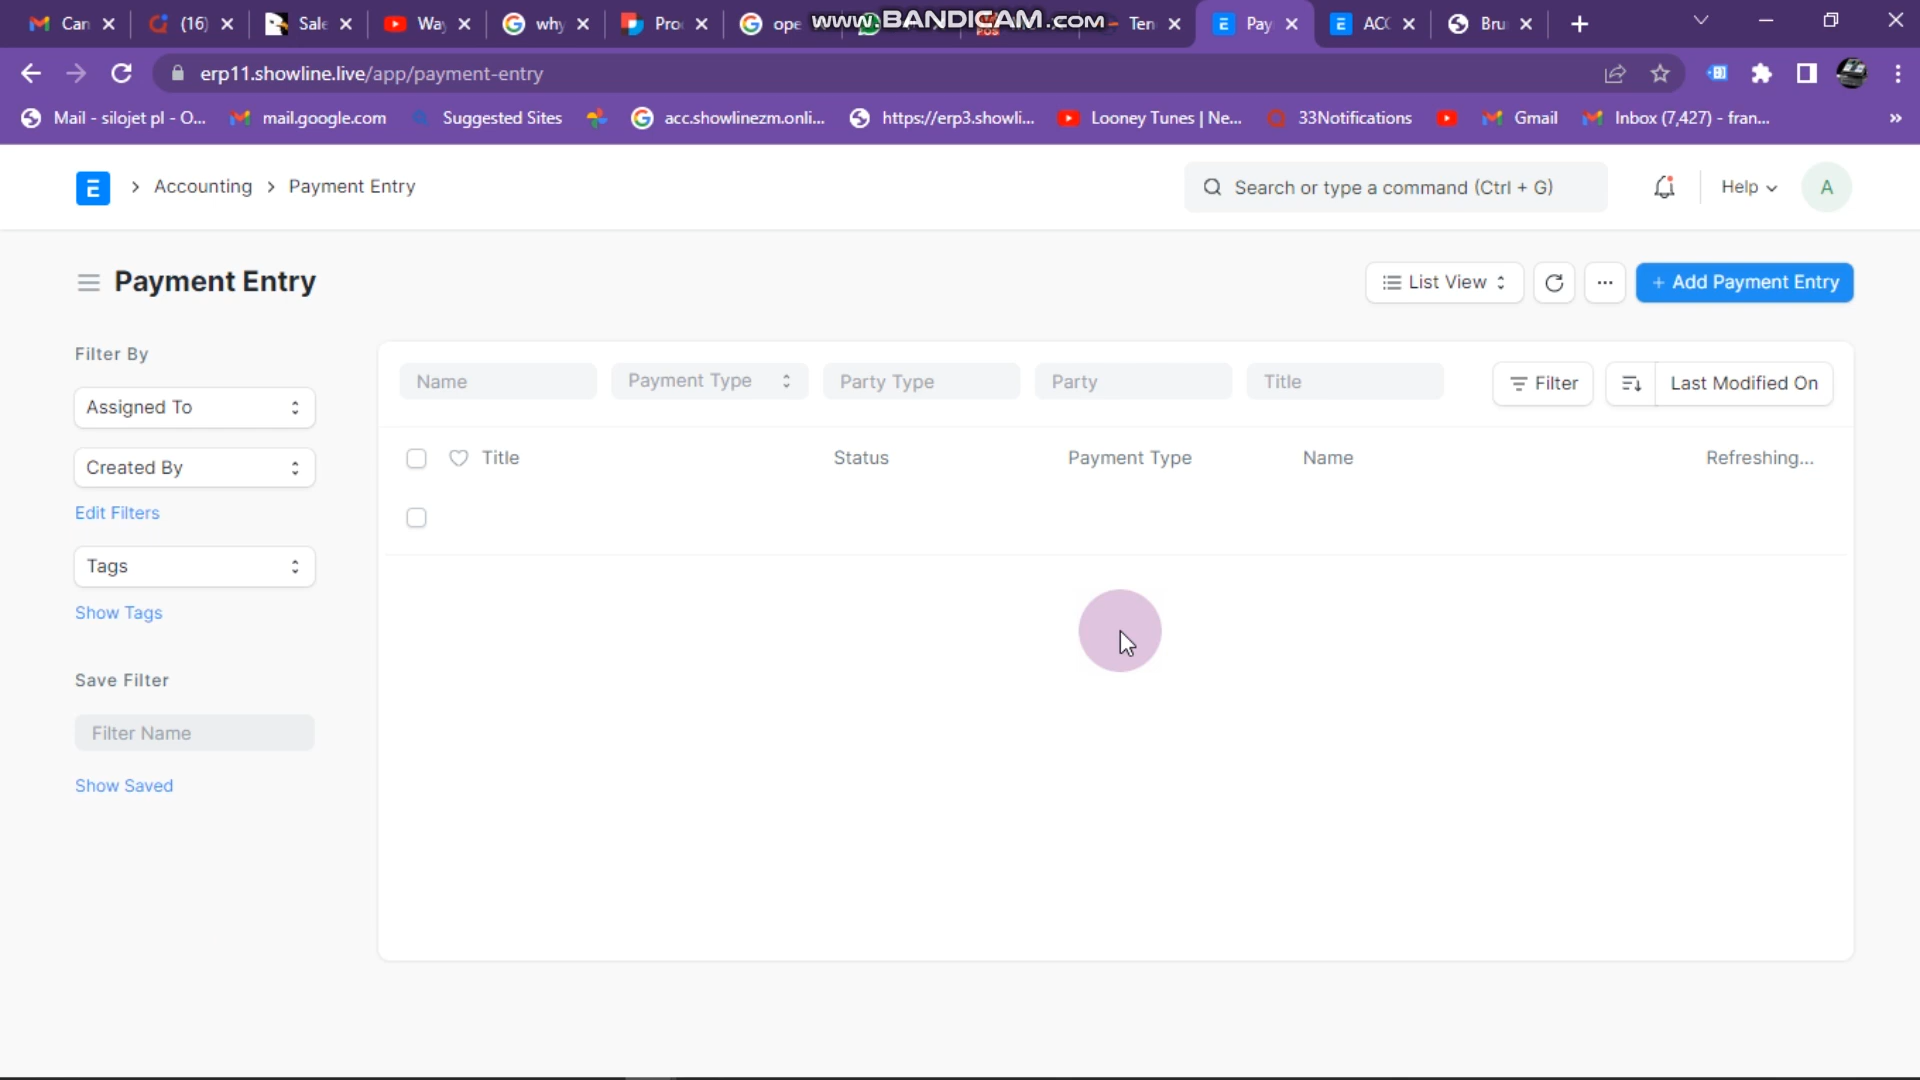 Can
(16)
Sale
Way
why
Pro
ope
www.BANDICAM.com
Ten
Pay
ACC
Bru
erp11.showline.live/app/payment-entry
Mail - silojet pl - O...
mail.google.com
Suggested Sites
acc.showlinezm.onli...
https://erp3.showli...
Looney Tunes | Ne...
33Notifications
Gmail
Inbox (7,427) - fran...
»
E
Accounting
Payment Entry
Search or type a command (Ctrl + G)
Help
A
Payment Entry
List View
...
+ Add Payment Entry
Filter By
Assigned To
Created By
Edit Filters
Tags
Show Tags
Save Filter
Filter Name
Show Saved
Name
Payment Type
Party Type
Party
Title
Filter
Last Modified On
Title
Status
Payment Type
Name
Refreshing...